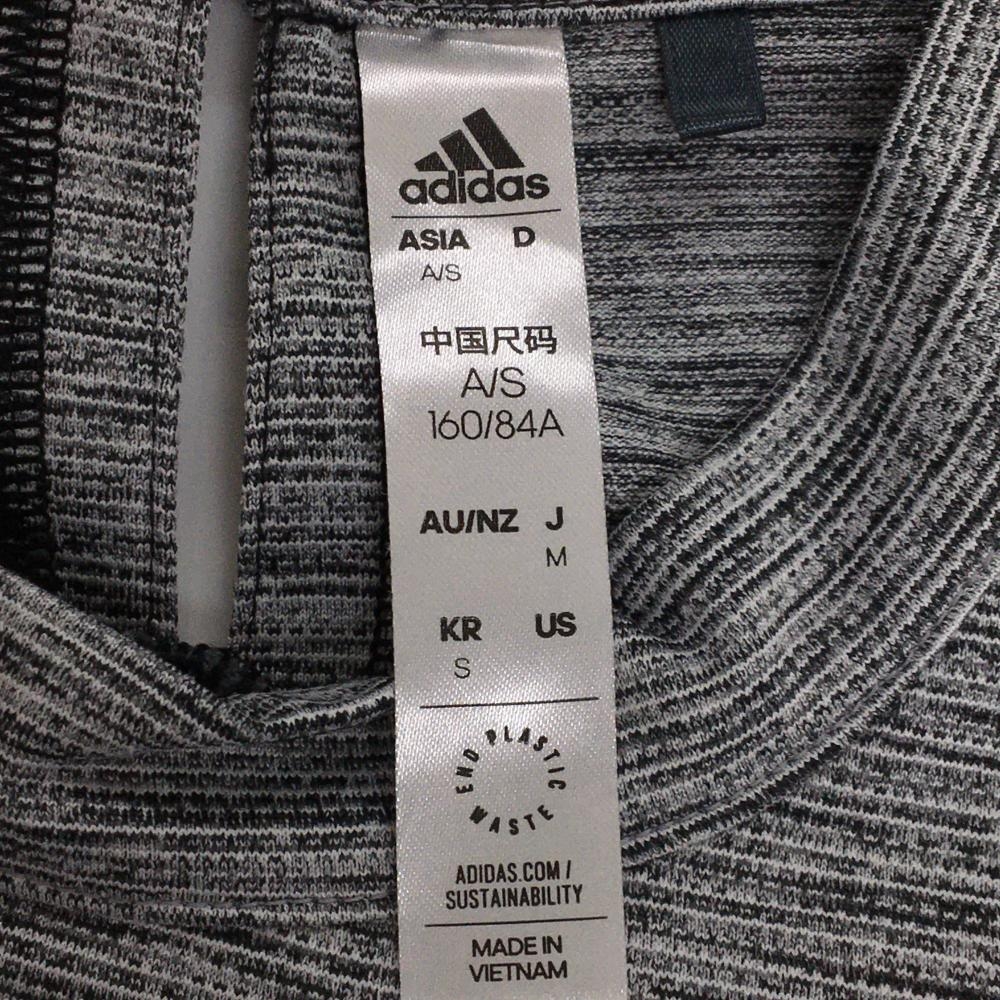 adidas
ASIA D
A/S
中国尺码
A/S
160/84A
AU/NZ J
M
KR US
S
END PLASTIC WASTE
ADIDAS.COM /
SUSTAINABILITY
MADE IN
VIETNAM